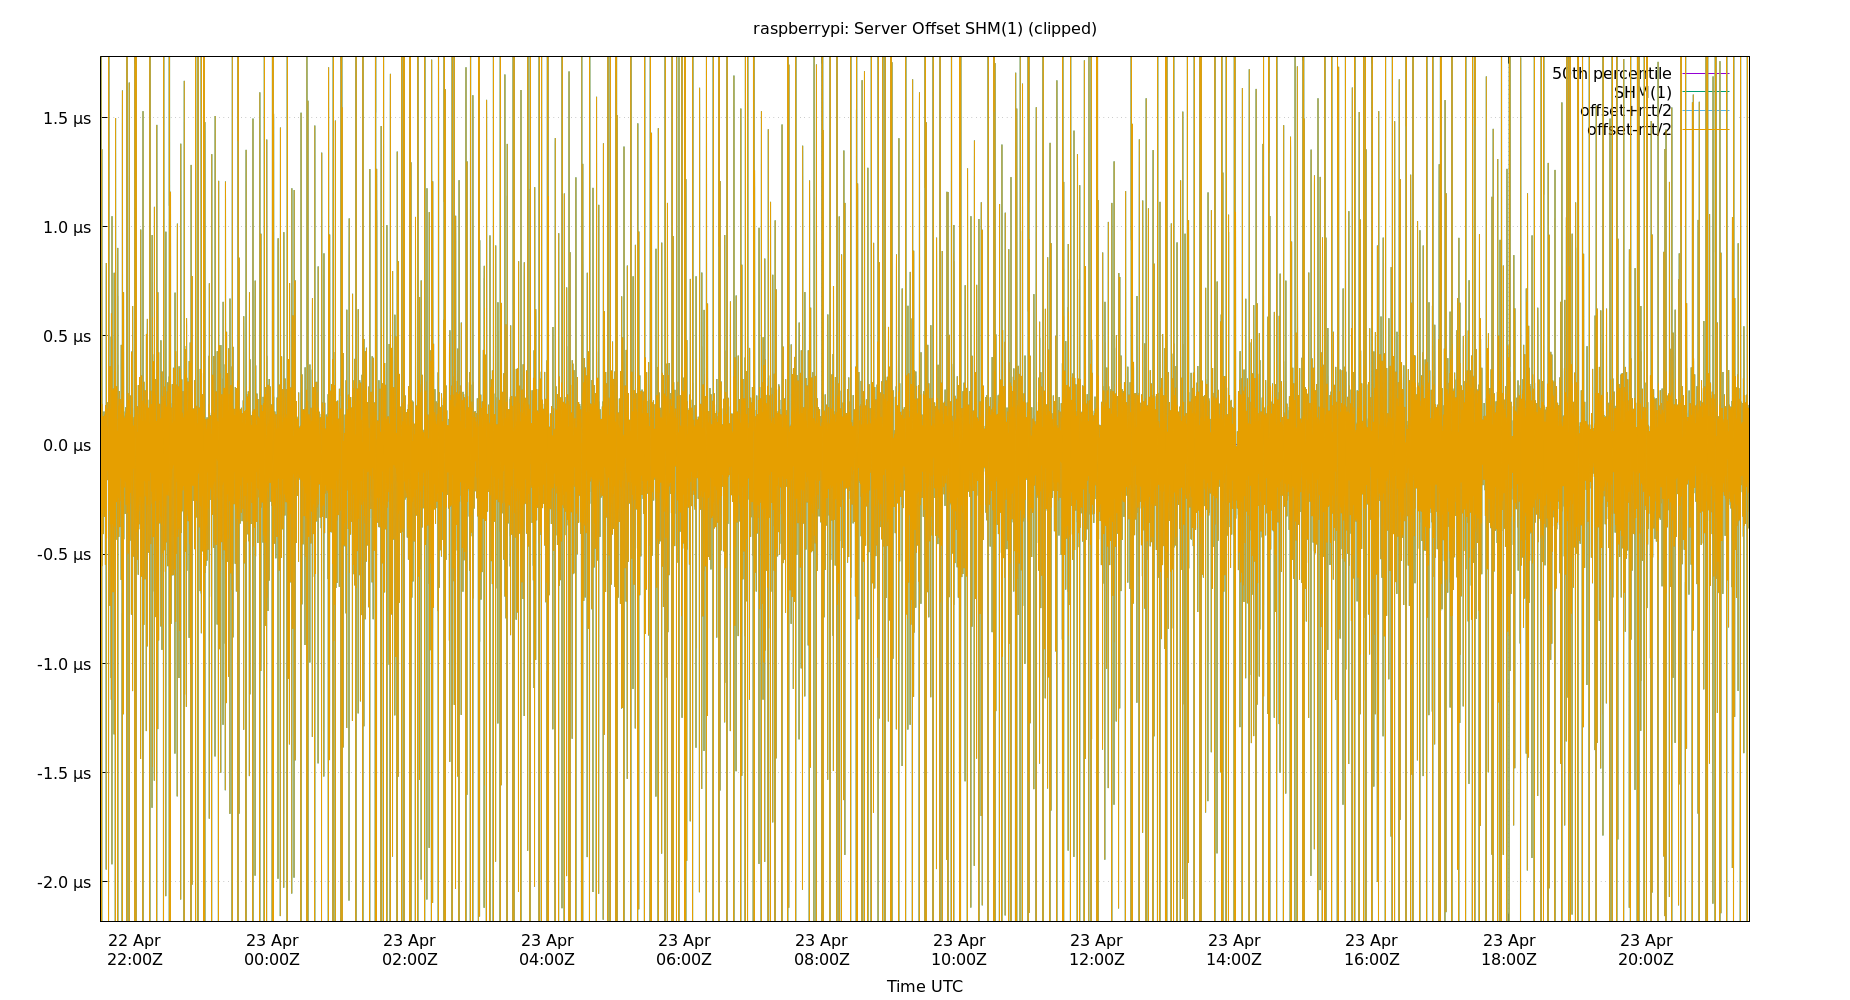 raspberrypi: Server Offset SHM(1) (clipped)
50th percentile
SHM(1)
offset+rtt/2
offset-rtt/2
1.5 µs
1.0 µs
0.5 µs
0.0 µs
-0.5 µs
-1.0 µs
-1.5 µs
-2.0 µs
22 Apr 23 Apr 23 Apr 23 Apr 23 Apr 23 Apr 23 Apr 23 Apr 23 Apr 23 Apr 23 Apr 23 Apr
22:00Z 00:00Z 02:00Z 04:00Z 06:00Z 08:00Z 10:00Z 12:00Z 14:00Z 16:00Z 18:00Z 20:00Z
Time UTC